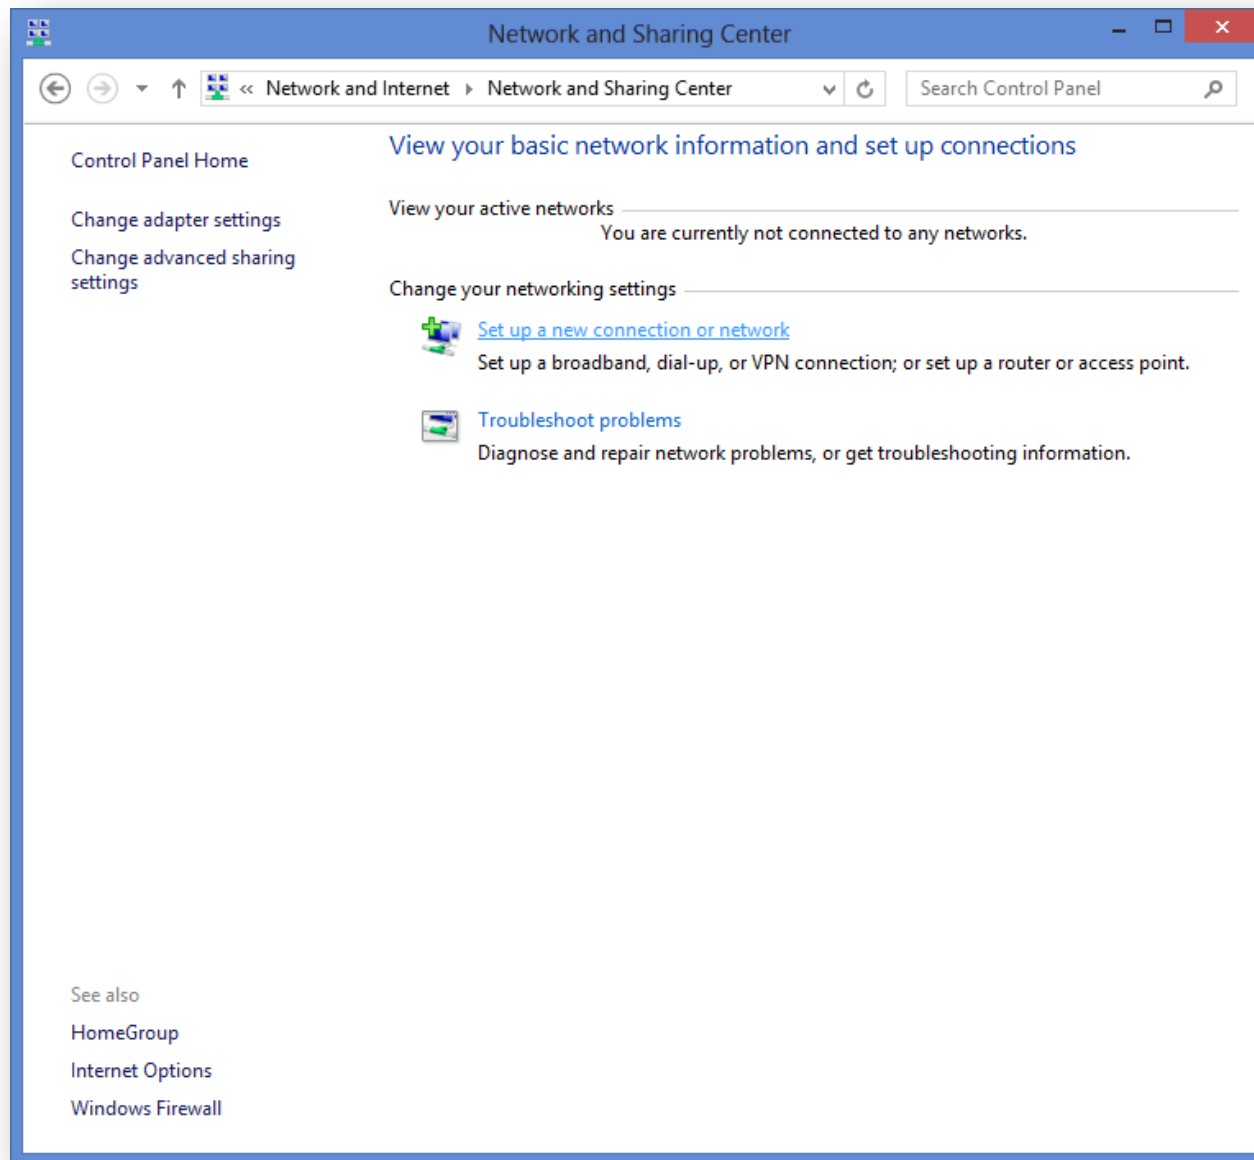 Network and Sharing Center
« Network and Internet Network and Sharing Center
Search Control Panel
Control Panel Home
Change adapter settings
Change advanced sharing
settings
View your basic network information and set up connections
View your active networks
You are currently not connected to any networks.
Change your networking settings
Set up a new connection or network
Set up a broadband, dial-up, or VPN connection; or set up a router or access point.
Troubleshoot problems
Diagnose and repair network problems, or get troubleshooting information.
See also
HomeGroup
Internet Options
Windows Firewall